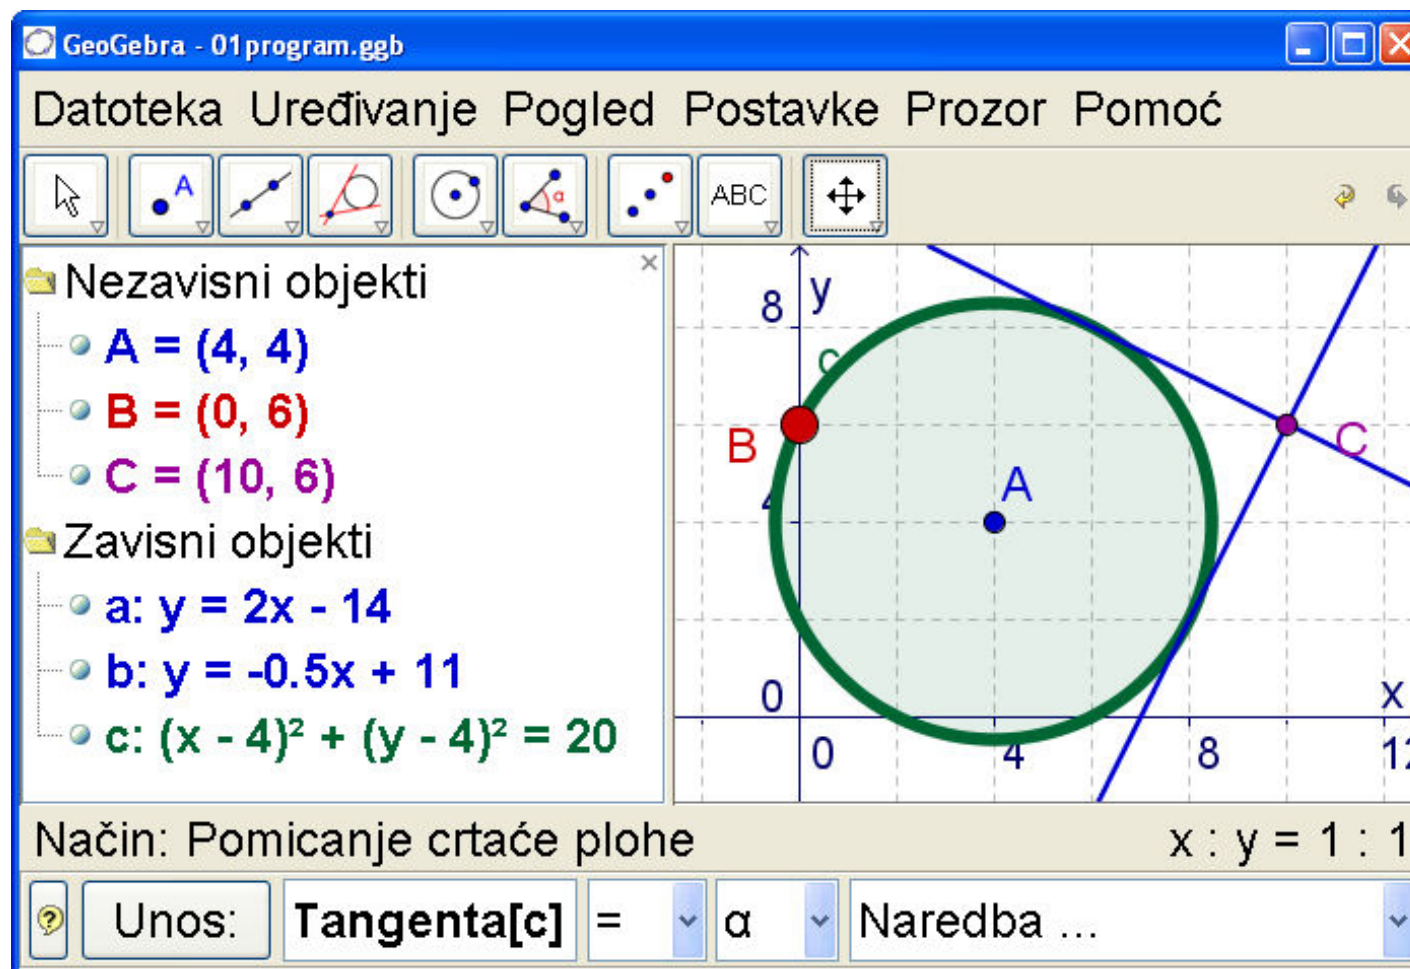 GeoGebra - 01program.ggb
Datoteka Uređivanje Pogled Postavke Prozor Pomoć
A α ABC
Nezavisni objekti
A = (4, 4)
B = (0, 6)
C = (10, 6)
Zavisni objekti
a: y = 2x - 14
b: y = -0.5x + 11
c: (x - 4)² + (y - 4)² = 20
8 y
c
B C
A
4
0 x
0 4 8 12
Način: Pomicanje crtaće plohe x : y = 1 : 1
Unos: Tangenta[c] = α Naredba ...